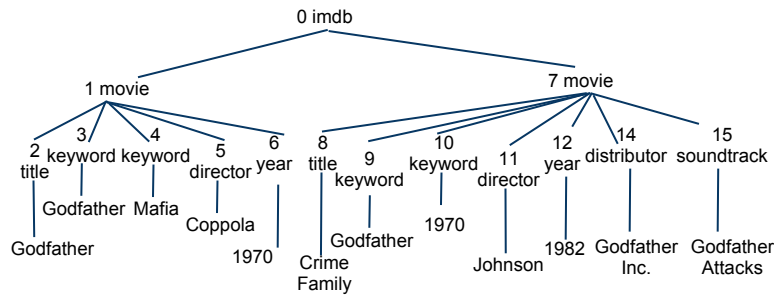 0 imdb
1 movie
7 movie
2
title
3
keyword
4
keyword
5
director
6
year
8
title
9
keyword
10
keyword
11
director
12
year
14
distributor
15
soundtrack
Godfather
Godfather
Mafia
Coppola
1970
Crime
Family
Godfather
1970
Johnson
1982
Godfather
Inc.
Godfather
Attacks